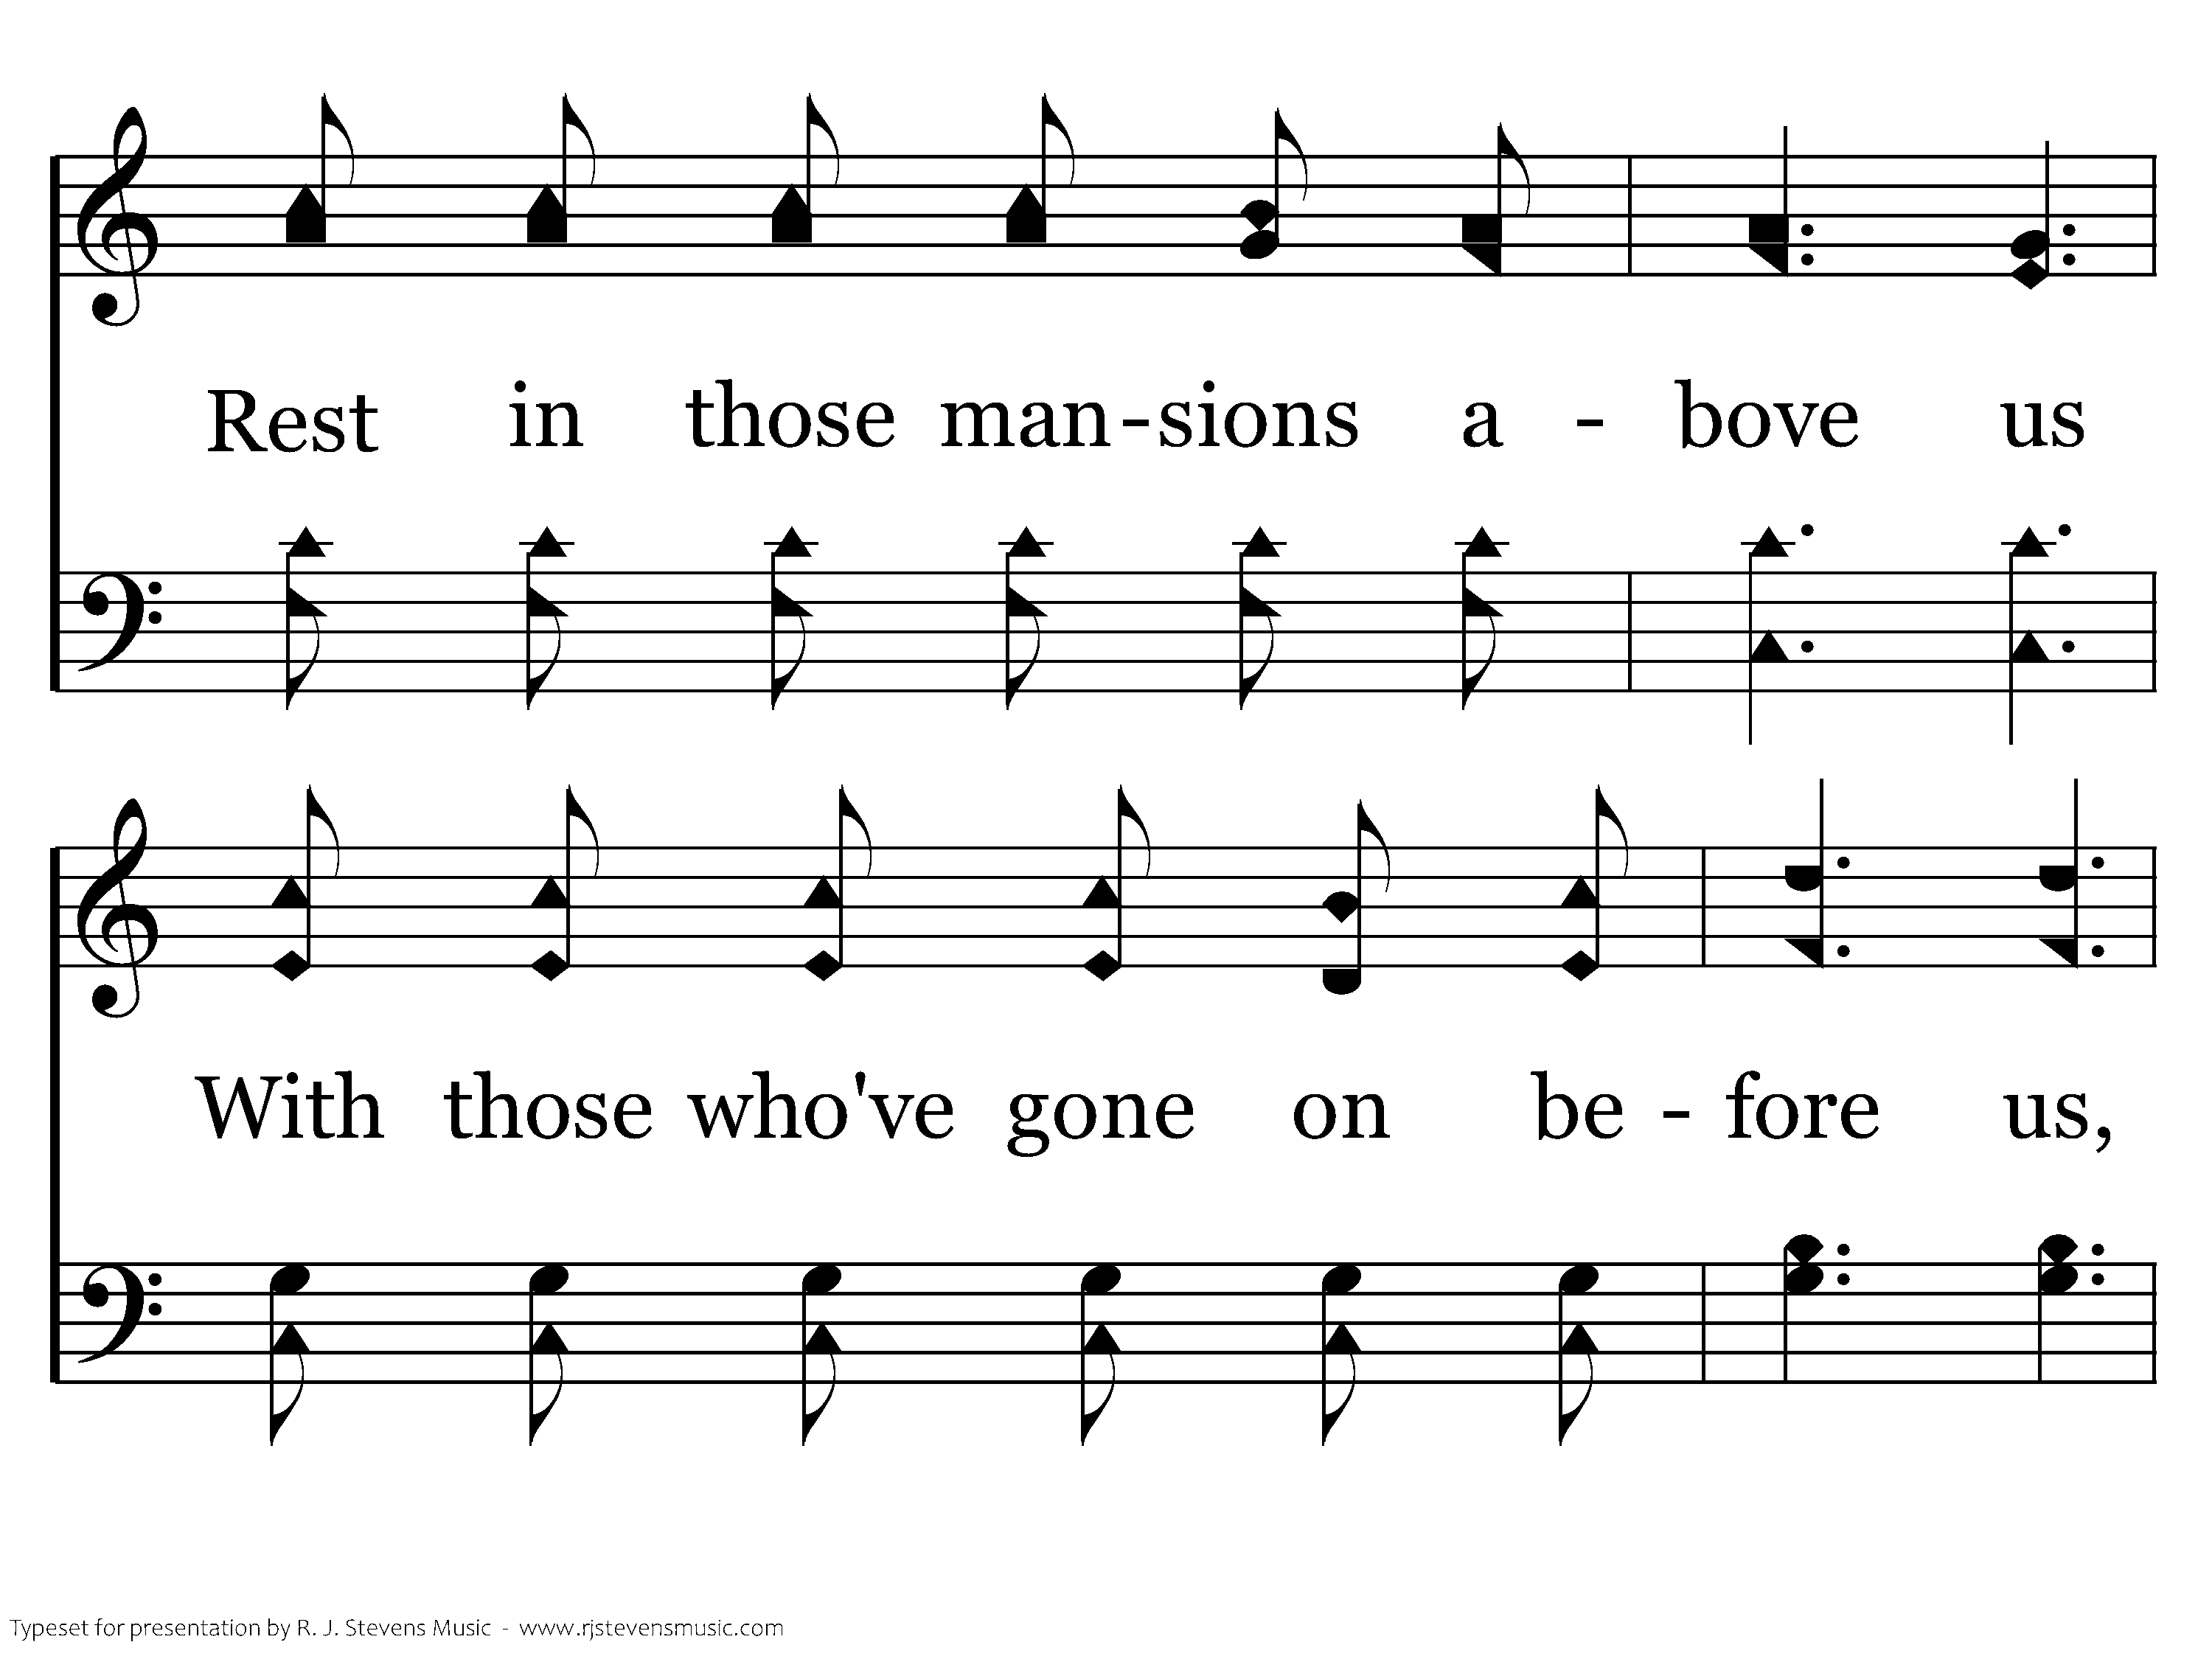 Rest in those man-sions a - bove us
With those who've gone on be - fore us,
Typeset for presentation by R. J. Stevens Music - www.rjstevensmusic.com